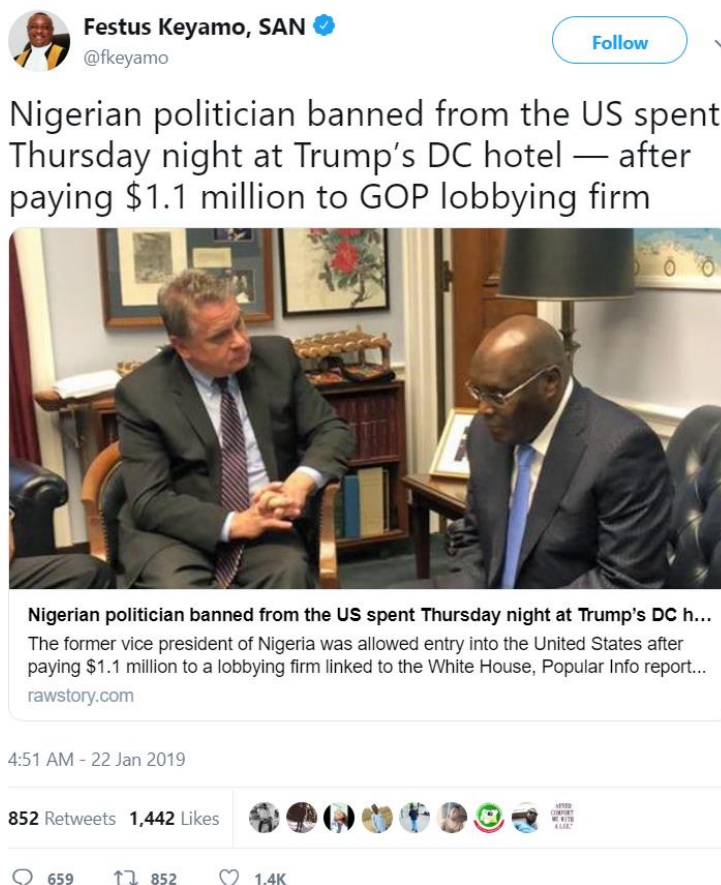 Festus Keyamo, SAN
@fkeyamo
Follow
Nigerian politician banned from the US spent
Thursday night at Trump's DC hotel — after
paying $1.1 million to GOP lobbying firm
Nigerian politician banned from the US spent Thursday night at Trump's DC h...
The former vice president of Nigeria was allowed entry into the United States after
paying $1.1 million to a lobbying firm linked to the White House, Popular Info report...
rawstory.com
4:51 AM - 22 Jan 2019
852 Retweets 1,442 Likes
659 852 1.4K